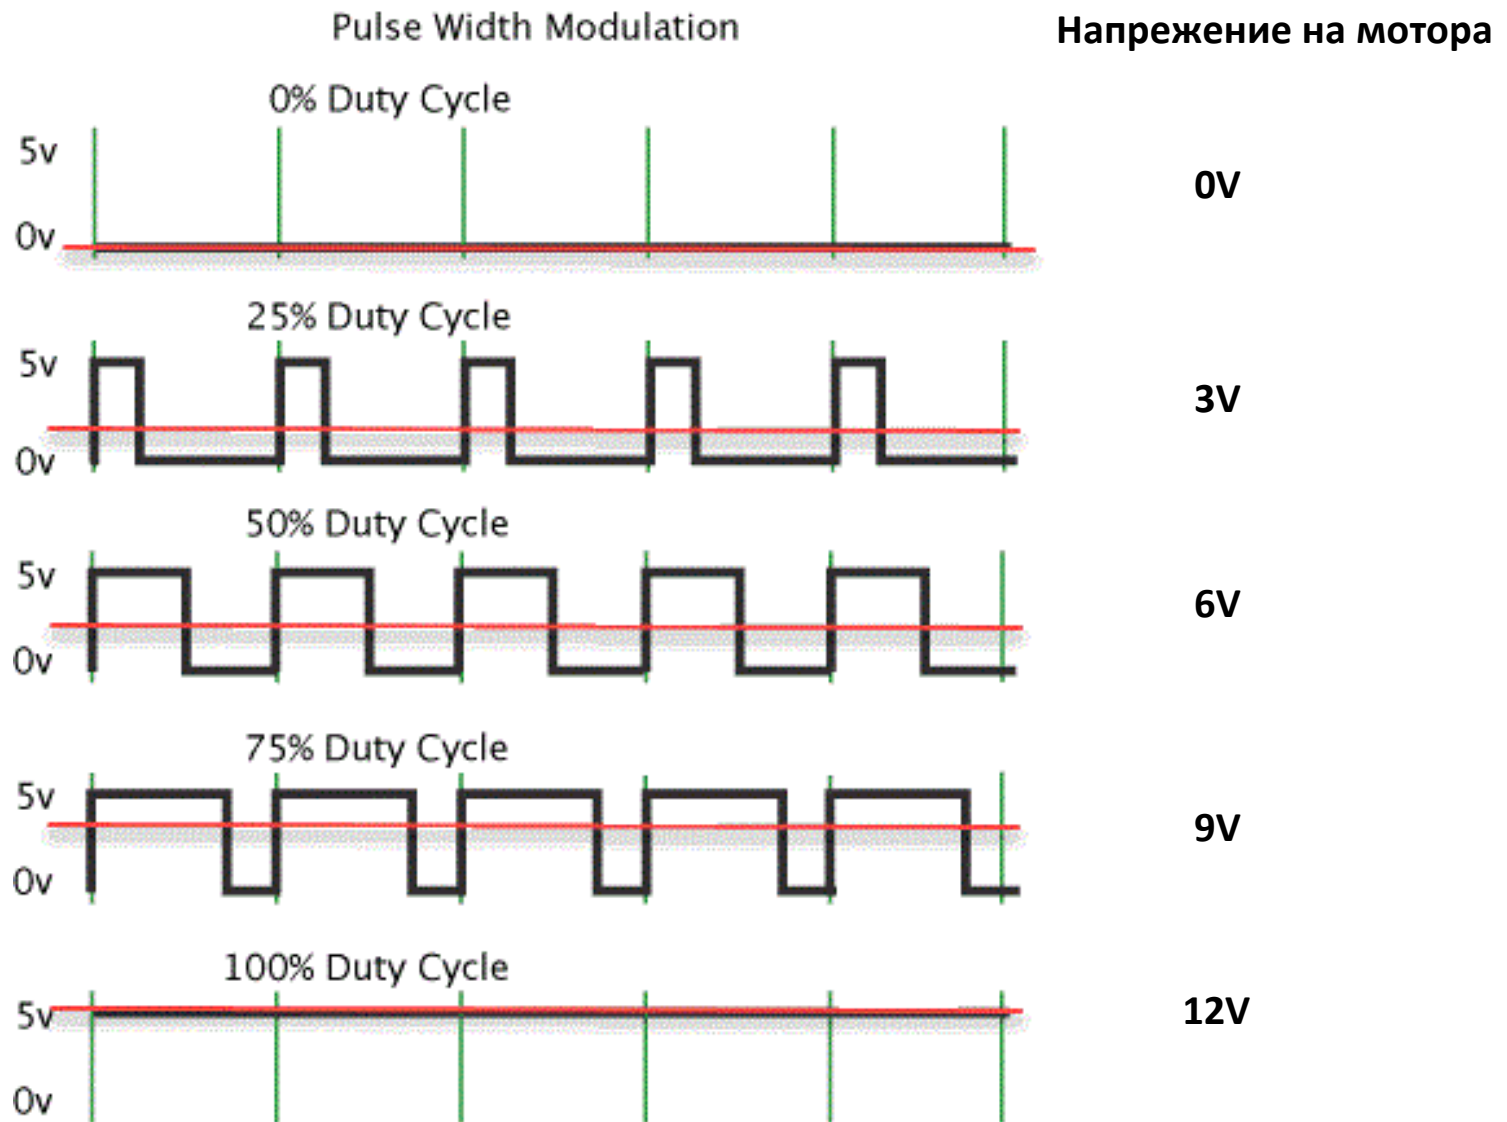 Pulse Width Modulation
Напрежение на мотора
0% Duty Cycle
5v
0V
0v
25% Duty Cycle
5v
3V
0v
50% Duty Cycle
5v
6V
0v
75% Duty Cycle
5v
9V
0v
100% Duty Cycle
5v
12V
0v